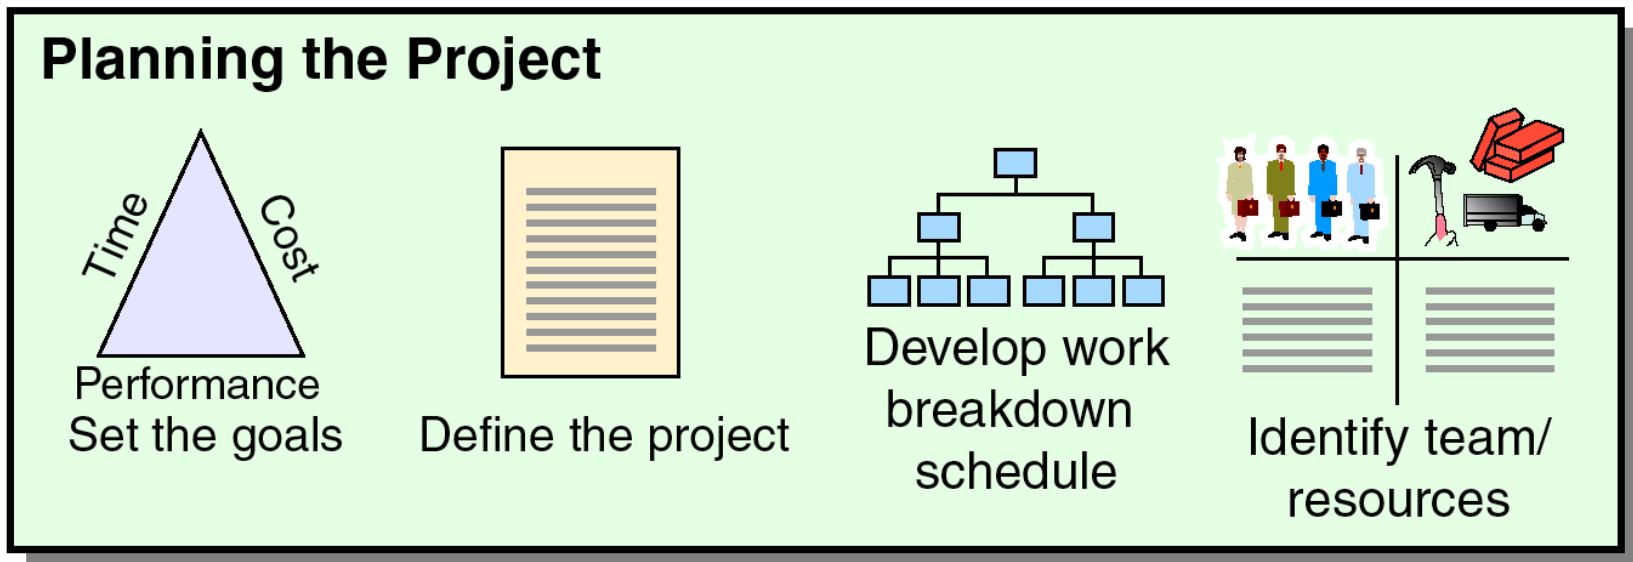 Planning the Project
Time
Cost
Performance
Set the goals
Define the project
Develop work
breakdown
schedule
Identify team/
resources